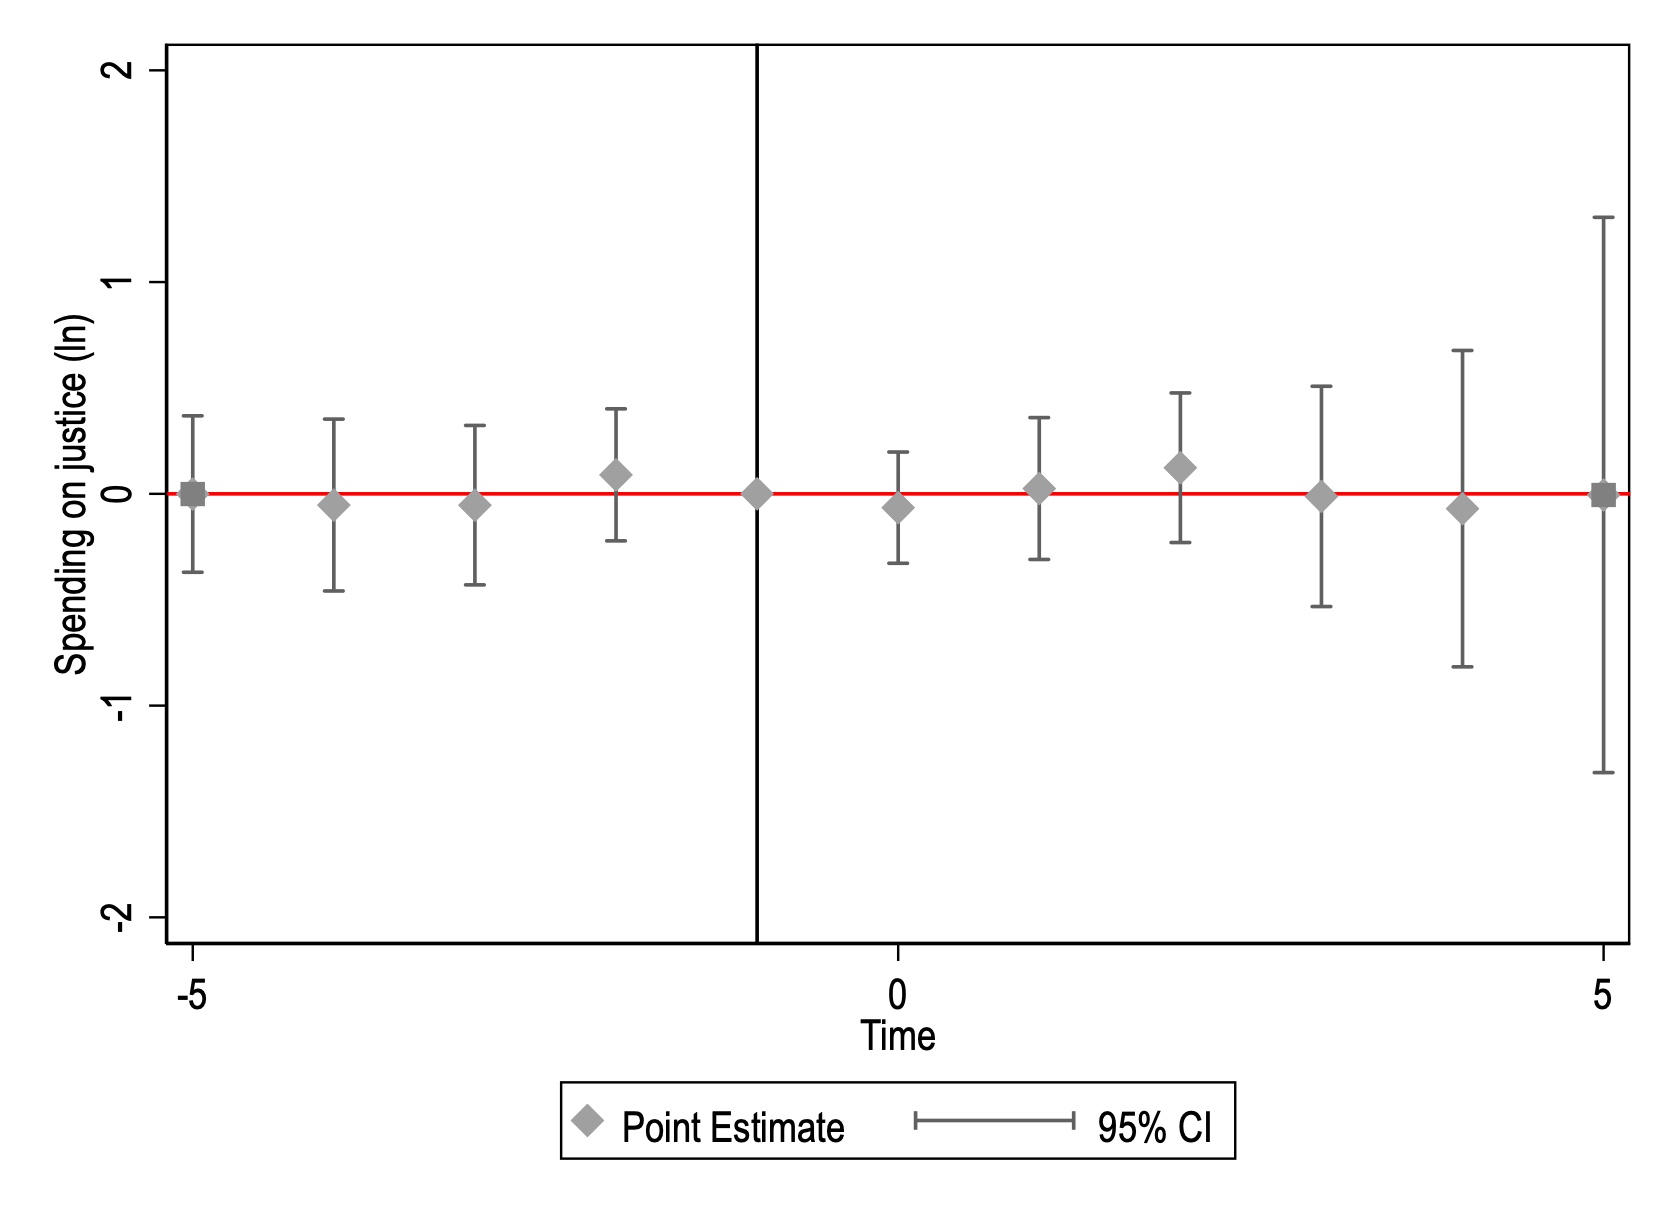 2
1
0
-1
-2
Spending on justice (ln)
-5
0
5
Time
Point Estimate
95% CI